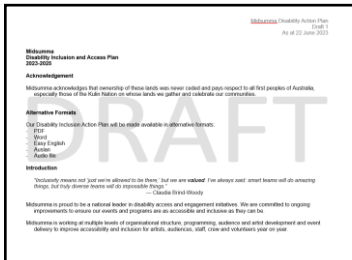 Midsumma Disability Action Plan
Draft 1
As at 22 June 2023
Midsumma
Disability Inclusion and Access Plan
2023-2028
Acknowledgement
Midsumma acknowledges that ownership of these lands was never ceded and pays respect to all first peoples of Australia,
especially those of the Kulin Nation on whose lands we gather and celebrate our communities.
DRAFT
Alternative Formats
Our Disability Inclusion Action Plan will be made available in alternative formats:
- PDF
- Word
- Easy English
- Auslan
- Audio file
Introduction
"Inclusivity means not 'just we're allowed to be there,' but we are valued. I've always said: smart teams will do amazing
things, but truly diverse teams will do impossible things."
— Claudia Brind-Woody
Midsumma is proud to be a national leader in disability access and engagement initiatives. We are committed to ongoing
improvements to ensure our events and programs are as accessible and inclusive as they can be.
Midsumma is working at multiple levels of organisational structure, programming, audience and artist development and event
delivery to improve accessibility and inclusion for artists, audiences, staff, crew and volunteers year on year.